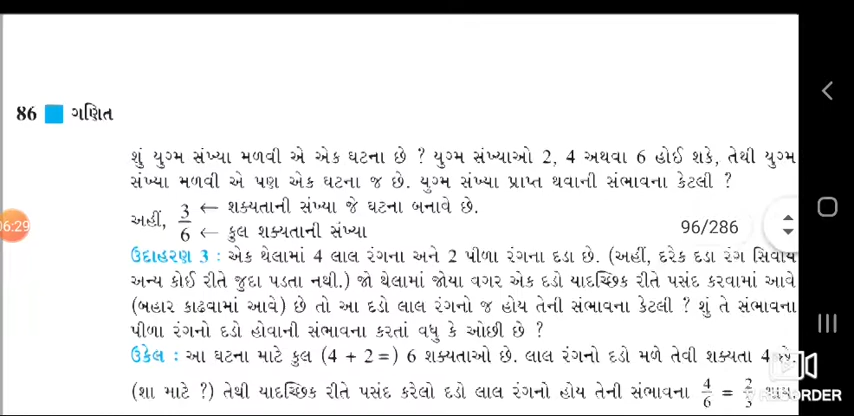 86 ગણિત
શું યુગ્મ સંખ્યા મળવી એ એક ઘટના છે ? યુગ્મ સંખ્યાઓ 2, 4 અથવા 6 હોઈ શકે, તેથી યુગ્મ
સંખ્યા મળવી એ પણ એક ઘટના જ છે. યુગ્મ સંખ્યા પ્રાપ્ત થવાની સંભાવના કેટલી ?
અહીં, 3/6 ← શક્યતાની સંખ્યા જે ઘટના બનાવે છે.
← કુલ શક્યતાની સંખ્યા
06:29
96/286
ઉદાહરણ 3 : એક થેલામાં 4 લાલ રંગના અને 2 પીળા રંગના દડા છે. (અહીં, દરેક દડા રંગ સિવાય
અન્ય કોઈ રીતે જુદા પડતા નથી.) જો થેલામાં જોયા વગર એક દડો યાદચ્છિક રીતે પસંદ કરવામાં આવે
(બહાર કાઢવામાં આવે) છે તો આ દડો લાલ રંગનો જ હોય તેની સંભાવના કેટલી ? શું તે સંભાવના
પીળા રંગનો દડો હોવાની સંભાવના કરતાં વધુ કે ઓછી છે ?
ઉકેલ : આ ઘટના માટે કુલ (4 + 2 =) 6 શક્યતાઓ છે. લાલ રંગનો દડો મળે તેવી શક્યતા 4 છે.
(શા માટે ?) તેથી યાદચ્છિક રીતે પસંદ કરેલો દડો લાલ રંગનો હોય તેની સંભાવના 4/6 = 2/3
RECORDER